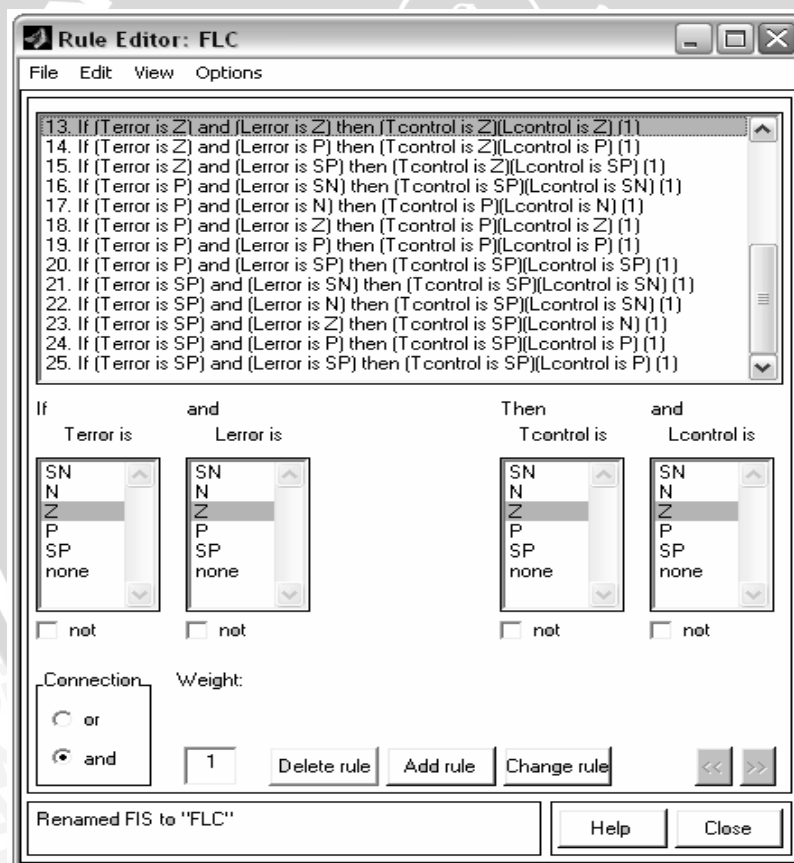 Rule Editor: FLC
File Edit View Options
13. If (Terror is Z) and (Lerror is Z) then (Tcontrol is Z)(Lcontrol is Z) (1)
14. If (Terror is Z) and (Lerror is P) then (Tcontrol is Z)(Lcontrol is P) (1)
15. If (Terror is Z) and (Lerror is SP) then (Tcontrol is Z)(Lcontrol is SP) (1)
16. If (Terror is P) and (Lerror is SN) then (Tcontrol is SP)(Lcontrol is SN) (1)
17. If (Terror is P) and (Lerror is N) then (Tcontrol is P)(Lcontrol is N) (1)
18. If (Terror is P) and (Lerror is Z) then (Tcontrol is P)(Lcontrol is Z) (1)
19. If (Terror is P) and (Lerror is P) then (Tcontrol is P)(Lcontrol is P) (1)
20. If (Terror is P) and (Lerror is SP) then (Tcontrol is SP)(Lcontrol is SP) (1)
21. If (Terror is SP) and (Lerror is SN) then (Tcontrol is SP)(Lcontrol is SN) (1)
22. If (Terror is SP) and (Lerror is N) then (Tcontrol is SP)(Lcontrol is SN) (1)
23. If (Terror is SP) and (Lerror is Z) then (Tcontrol is SP)(Lcontrol is N) (1)
24. If (Terror is SP) and (Lerror is P) then (Tcontrol is SP)(Lcontrol is P) (1)
25. If (Terror is SP) and (Lerror is SP) then (Tcontrol is SP)(Lcontrol is P) (1)
If and Then and
Terror is Lerror is Tcontrol is Lcontrol is
SN SN SN SN
N N N N
Z Z Z Z
P P P P
SP SP SP SP
none none none none
not not not not
Connection Weight:
or
and 1 Delete rule Add rule Change rule << >>
Renamed FIS to "FLC" Help Close